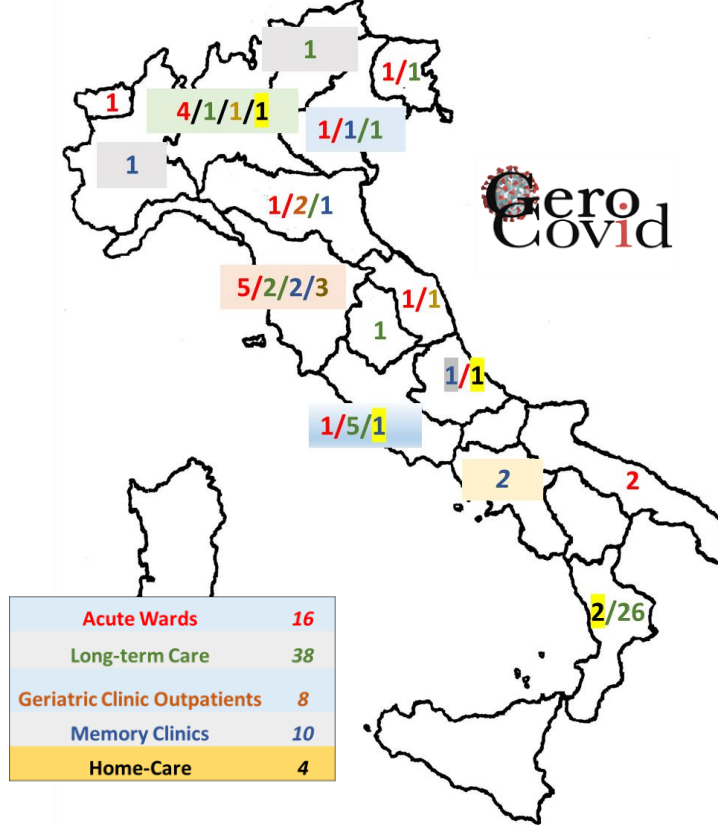 1
1/1
1
4/1/1/1
1/1/1
1
1/2/1
Gero
Covid
5/2/2/3
1/1
1
1/1
1/5/1
2
2
2/26
Acute Wards 16
Long-term Care 38
Geriatric Clinic Outpatients 8
Memory Clinics 10
Home-Care 4